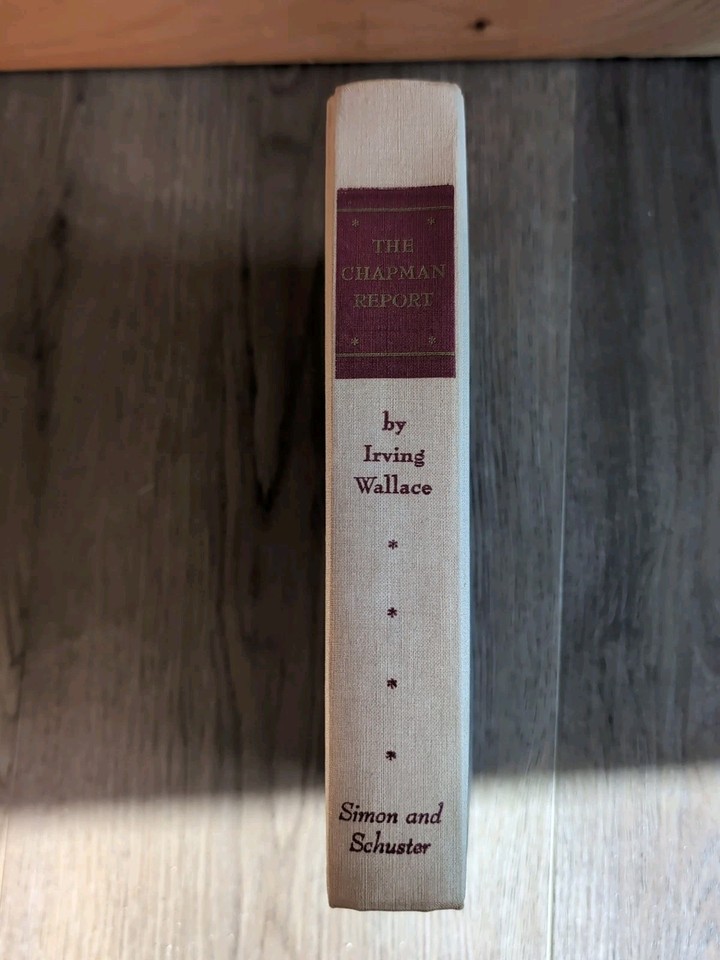 * *
THE
CHAPMAN
REPORT
* *
by
Irving
Wallace
*
*
*
*
Simon and
Schuster